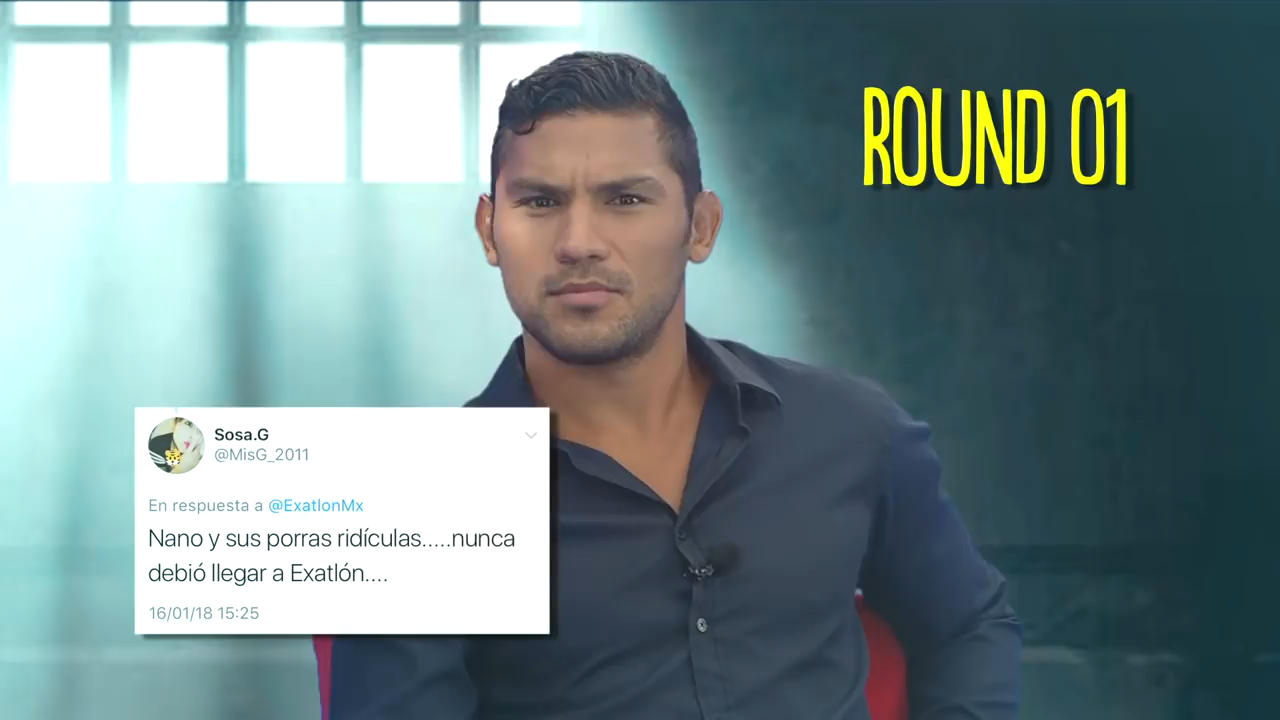 ROUND 01
Sosa.G
@MisG_2011
En respuesta a @ExatlonMx
Nano y sus porras ridículas.....nunca
debió llegar a Exatlón....
16/01/18 15:25